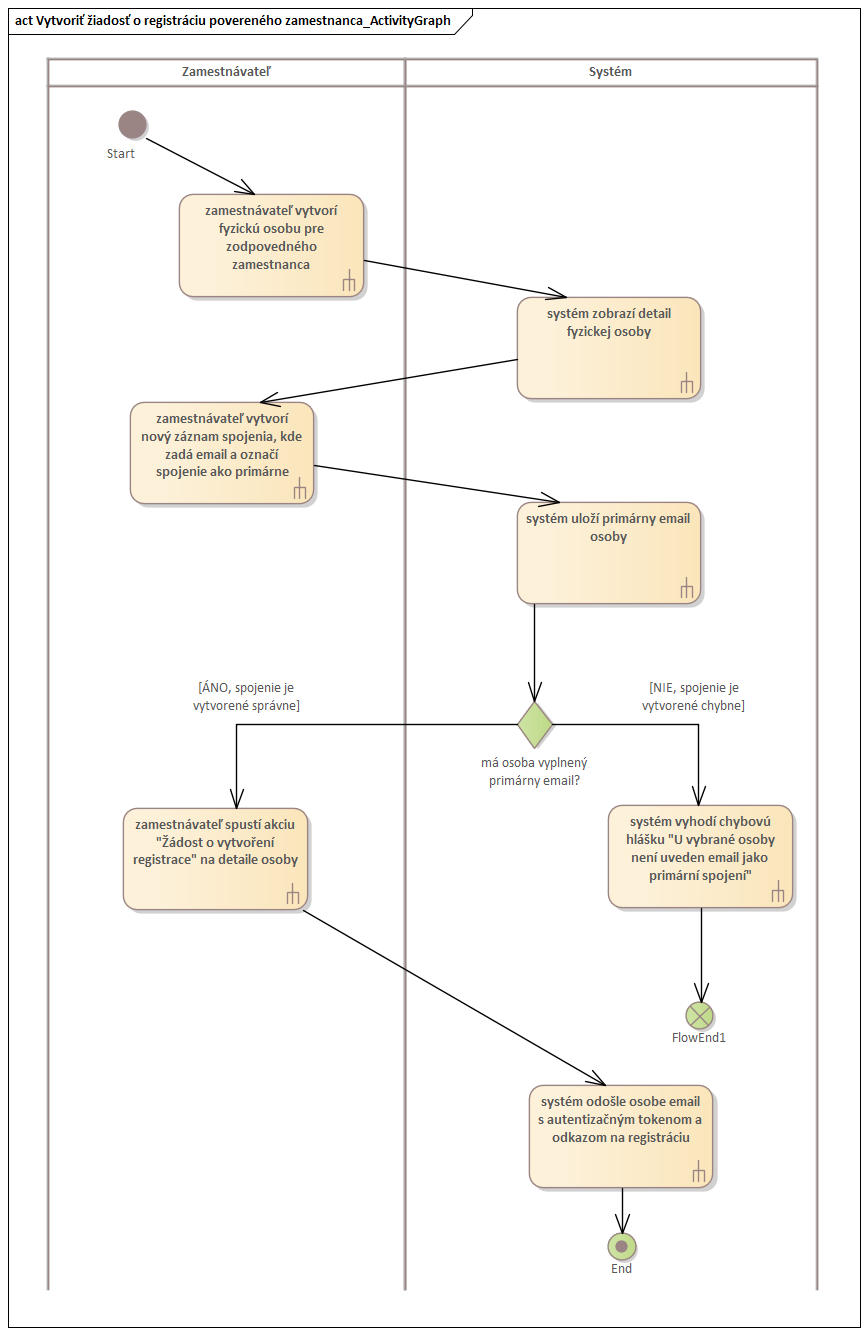 act Vytvoriť žiadosť o registráciu povereného zamestnanca_ActivityGraph
Zamestnávateľ
Systém
Start
zamestnávateľ vytvorí
fyzickú osobu pre
zodpovedného
zamestnanca
systém zobrazí detail
fyzickej osoby
zamestnávateľ vytvorí
nový záznam spojenia, kde
zadá email a označí
spojenie ako primárne
systém uloží primárny email
osoby
[ÁNO, spojenie je
vytvorené správne]
[NIE, spojenie je
vytvorené chybne]
má osoba vyplnený
primárny email?
zamestnávateľ spustí akciu
"Žádost o vytvoření
registrace" na detaile osoby
systém vyhodí chybovú
hlášku "U vybrané osoby
není uveden email jako
primární spojení"
FlowEnd1
systém odošle osobe email
s autentizačným tokenom a
odkazom na registráciu
End